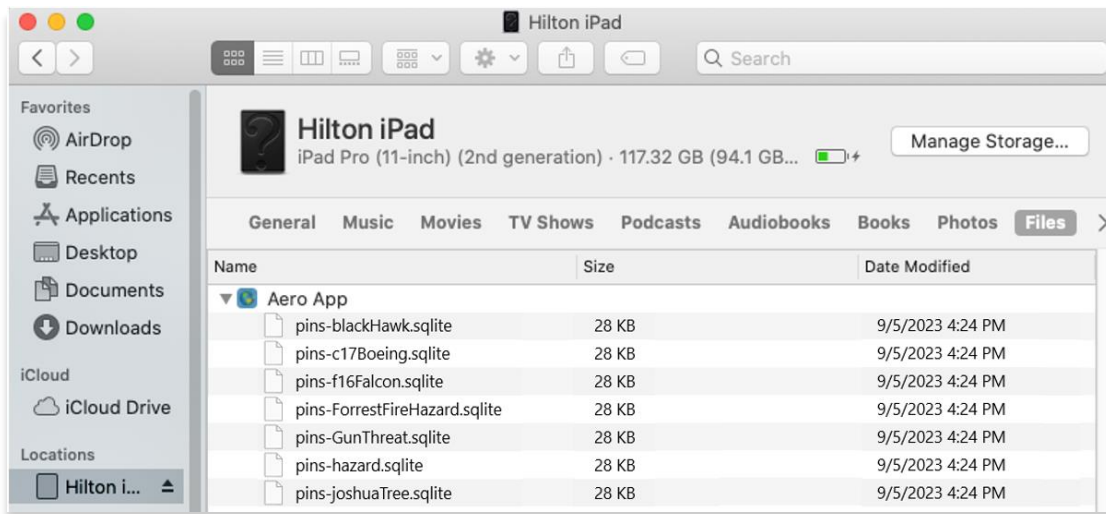 Hilton iPad
Search
Favorites
AirDrop
Recents
Applications
Desktop
Documents
Downloads
iCloud
iCloud Drive
Locations
Hilton i...
Hilton iPad
iPad Pro (11-inch) (2nd generation) · 117.32 GB (94.1 GB...
Manage Storage...
General Music Movies TV Shows Podcasts Audiobooks Books Photos Files
Name Size Date Modified
Aero App
pins-blackHawk.sqlite 28 KB 9/5/2023 4:24 PM
pins-c17Boeing.sqlite 28 KB 9/5/2023 4:24 PM
pins-f16Falcon.sqlite 28 KB 9/5/2023 4:24 PM
pins-ForrestFireHazard.sqlite 28 KB 9/5/2023 4:24 PM
pins-GunThreat.sqlite 28 KB 9/5/2023 4:24 PM
pins-hazard.sqlite 28 KB 9/5/2023 4:24 PM
pins-joshuaTree.sqlite 28 KB 9/5/2023 4:24 PM